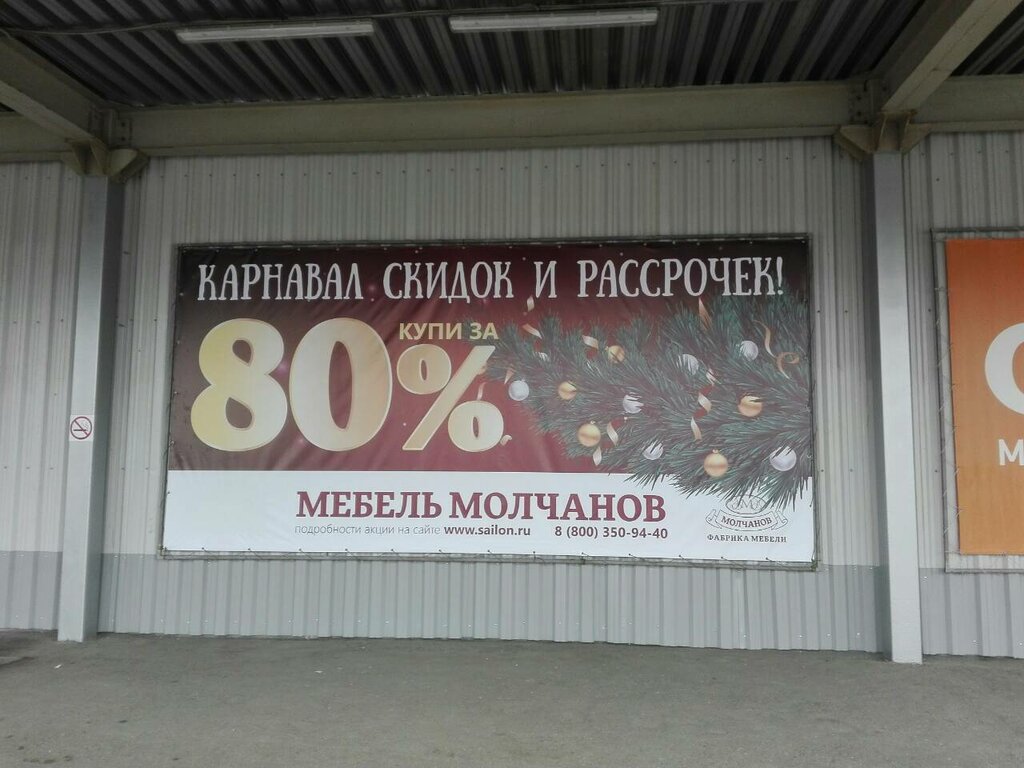 КАРНАВАЛ СКИДОК И РАССРОЧЕК!
КУПИ ЗА
80%
МЕБЕЛЬ МОЛЧАНОВ
подробности акции на сайте www.sailon.ru 8 (800) 350-94-40
МОЛЧАНОВ
ФАБРИКА МЕБЕЛИ